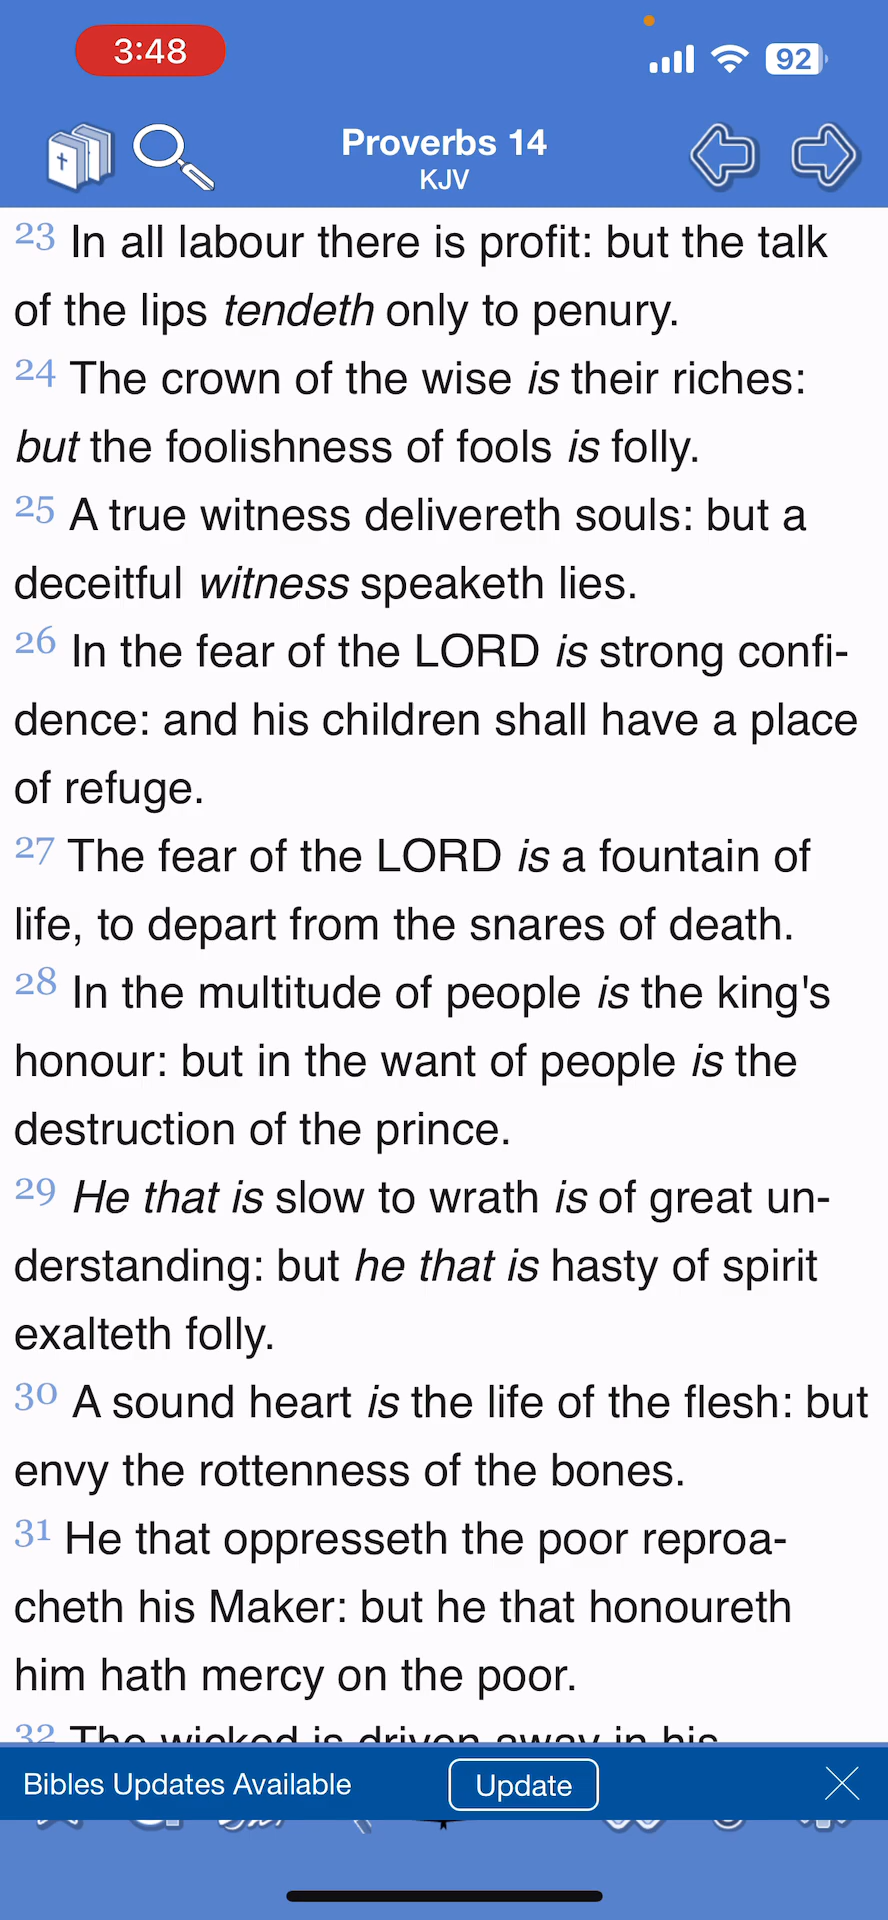 3:48
92
Proverbs 14
KJV
23 In all labour there is profit: but the talk
of the lips tendeth only to penury.
24 The crown of the wise is their riches:
but the foolishness of fools is folly.
25 A true witness delivereth souls: but a
deceitful witness speaketh lies.
26 In the fear of the LORD is strong confi-
dence: and his children shall have a place
of refuge.
27 The fear of the LORD is a fountain of
life, to depart from the snares of death.
28 In the multitude of people is the king's
honour: but in the want of people is the
destruction of the prince.
29 He that is slow to wrath is of great un-
derstanding: but he that is hasty of spirit
exalteth folly.
30 A sound heart is the life of the flesh: but
envy the rottenness of the bones.
31 He that oppresseth the poor reproa-
cheth his Maker: but he that honoureth
him hath mercy on the poor.
32 The wicked is driven away in his
Bibles Updates Available
Update